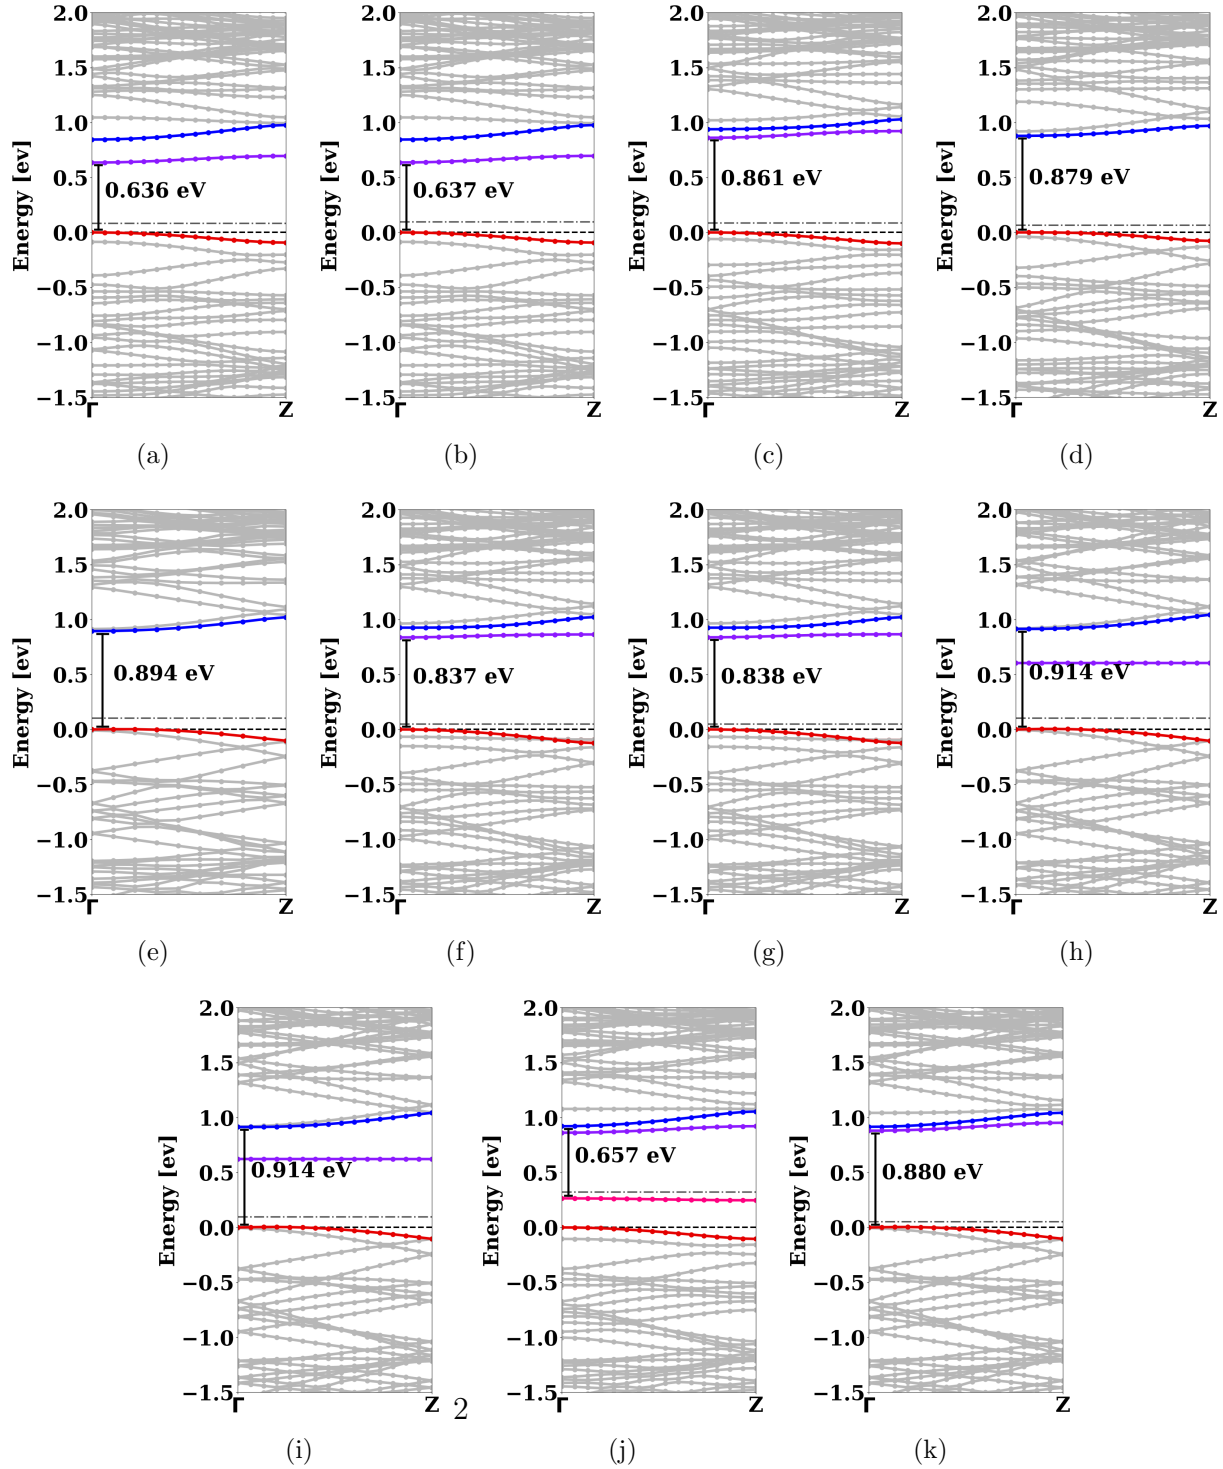 2.0 2.0 2.0 2.0
1.5 1.5 1.5 1.5
1.0 1.0 1.0 1.0
0.5 0.5 0.5 0.5
0.636 eV 0.637 eV 0.861 eV 0.879 eV
0.0 0.0 0.0 0.0
−0.5 −0.5 −0.5 −0.5
−1.0 −1.0 −1.0 −1.0
−1.5 −1.5 −1.5 −1.5
Energy [ev] Energy [ev] Energy [ev] Energy [ev]
Γ Z Γ Z Γ Z Γ Z
(a) (b) (c) (d)
2.0 2.0 2.0 2.0
1.5 1.5 1.5 1.5
1.0 1.0 1.0 1.0
0.5 0.5 0.5 0.5
0.894 eV 0.837 eV 0.838 eV 0.914 eV
0.0 0.0 0.0 0.0
−0.5 −0.5 −0.5 −0.5
−1.0 −1.0 −1.0 −1.0
−1.5 −1.5 −1.5 −1.5
Energy [ev] Energy [ev] Energy [ev] Energy [ev]
Γ Z Γ Z Γ Z Γ Z
(e) (f) (g) (h)
2.0 2.0 2.0
1.5 1.5 1.5
1.0 1.0 1.0
0.5 0.5 0.5
0.914 eV 0.657 eV 0.880 eV
0.0 0.0 0.0
−0.5 −0.5 −0.5
−1.0 −1.0 −1.0
−1.5 −1.5 −1.5
Energy [ev] Energy [ev] Energy [ev]
Γ Z Γ Z Γ Z
2
(i) (j) (k)